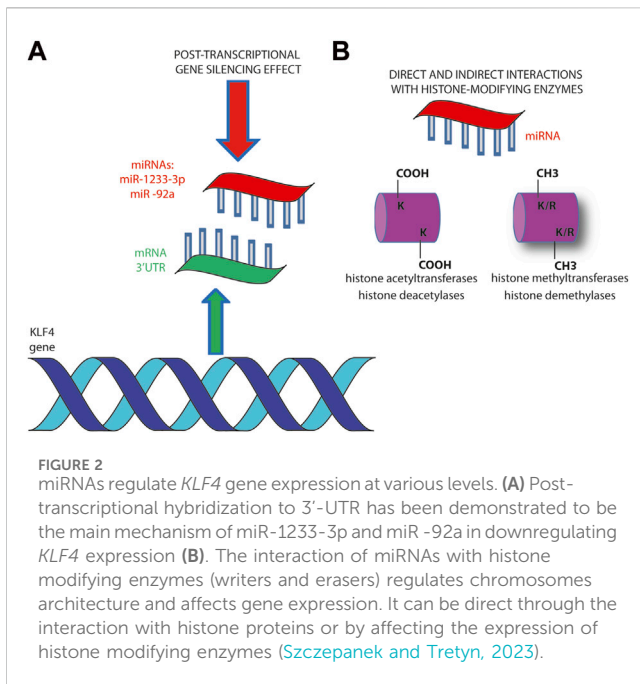 A
POST-TRANSCRIPTIONAL
GENE SILENCING EFFECT
miRNAs:
miR-1233-3p
miR -92a
mRNA
3'UTR
KLF4
gene
B
DIRECT AND INDIRECT INTERACTIONS
WITH HISTONE-MODIFYING ENZYMES
miRNA
COOH
K
K
COOH
histone acetyltransferases
histone deacetylases
CH3
K/R
K/R
CH3
histone methyltransferases
histone demethylases
FIGURE 2
miRNAs regulate KLF4 gene expression at various levels. (A) Post-
transcriptional hybridization to 3′-UTR has been demonstrated to be
the main mechanism of miR-1233-3p and miR -92a in downregulating
KLF4 expression (B). The interaction of miRNAs with histone
modifying enzymes (writers and erasers) regulates chromosomes
architecture and affects gene expression. It can be direct through the
interaction with histone proteins or by affecting the expression of
histone modifying enzymes (Szczepanek and Tretyn, 2023).